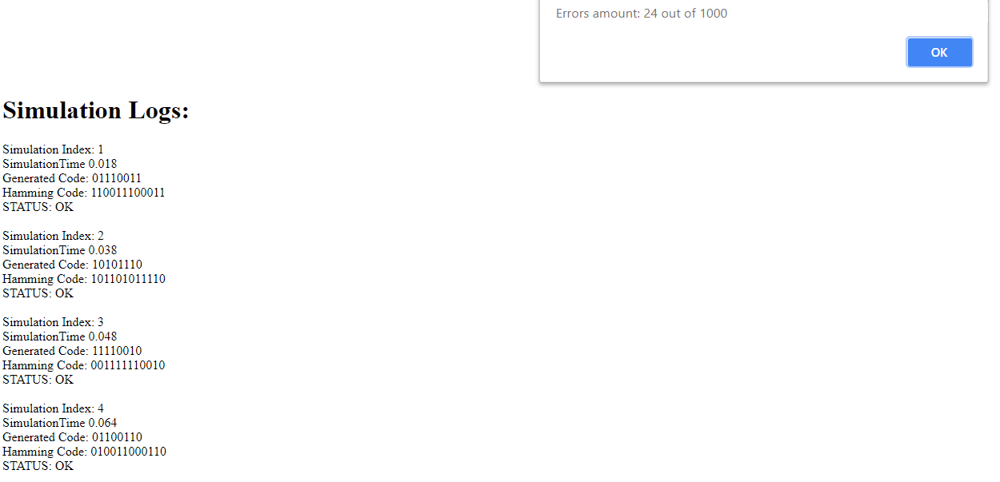 Errors amount: 24 out of 1000
OK
Simulation Logs:
Simulation Index: 1
SimulationTime 0.018
Generated Code: 01110011
Hamming Code: 110011100011
STATUS: OK
Simulation Index: 2
SimulationTime 0.038
Generated Code: 10101110
Hamming Code: 101101011110
STATUS: OK
Simulation Index: 3
SimulationTime 0.048
Generated Code: 11110010
Hamming Code: 001111110010
STATUS: OK
Simulation Index: 4
SimulationTime 0.064
Generated Code: 01100110
Hamming Code: 010011000110
STATUS: OK